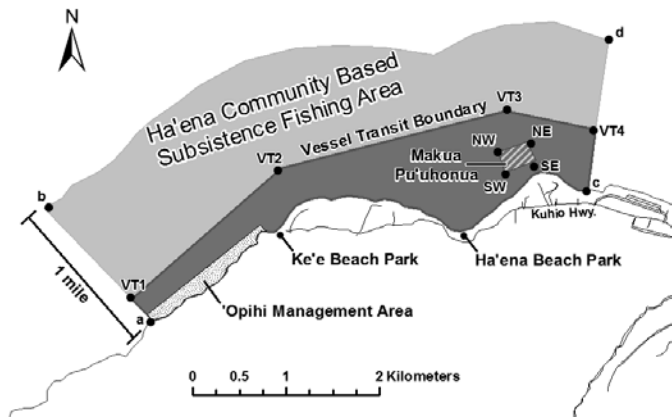 N
d
Ha'ena Community Based
Subsistence Fishing Area
VT3
Vessel Transit Boundary
VT4
NE
NW
VT2
Makua
Pu'uhonua
SE
SW
c
b
Kuhio Hwy.
Ke'e Beach Park
Ha'ena Beach Park
1 mile
VT1
a
'Opihi Management Area
0 0.5 1 2 Kilometers